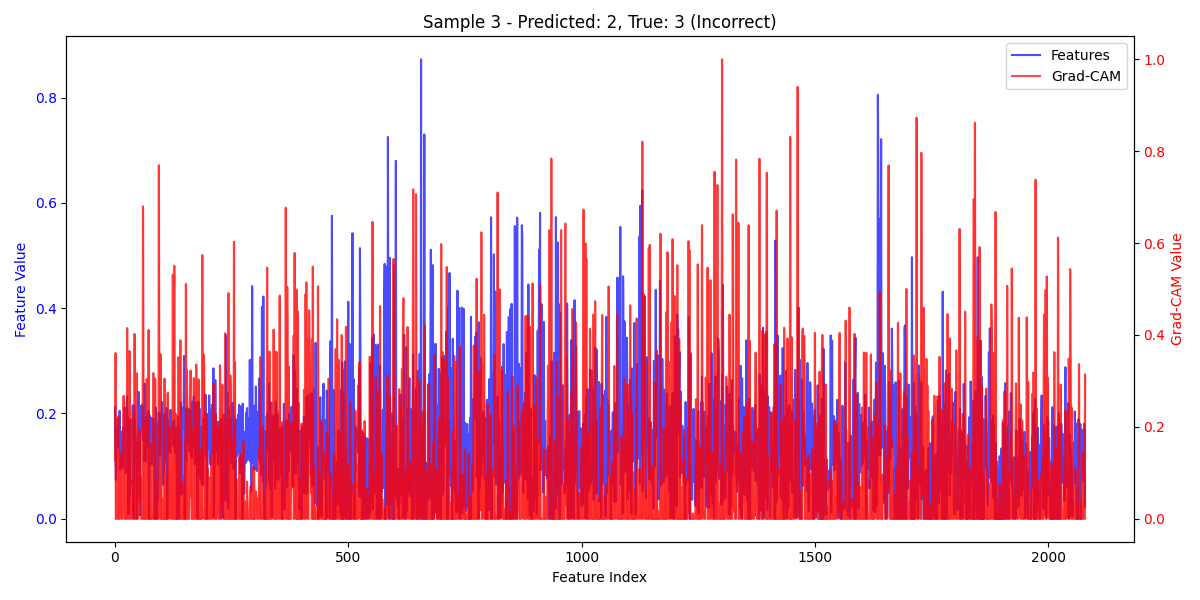 Sample 3 - Predicted: 2, True: 3 (Incorrect)
Features
Grad-CAM
Feature Value
0.8
0.6
0.4
0.2
0.0
1.0
0.8
0.6
0.4
0.2
0.0
Grad-CAM Value
0 500 1000 1500 2000
Feature Index